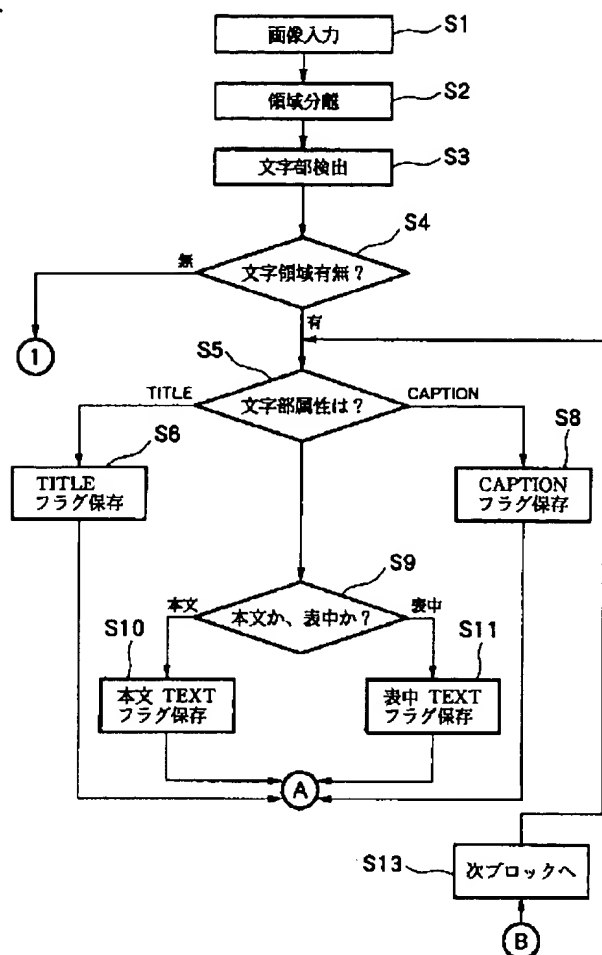 画像入力
S1
領域分離
S2
文字部検出
S3
S4
無
文字領域有無？
有
1
S5
TITLE
文字部属性は？
CAPTION
S6
TITLE
フラグ保存
S8
CAPTION
フラグ保存
S9
本文
本文か、表中か？
表中
S10
本文 TEXT
フラグ保存
S11
表中 TEXT
フラグ保存
A
S13
次ブロックへ
B